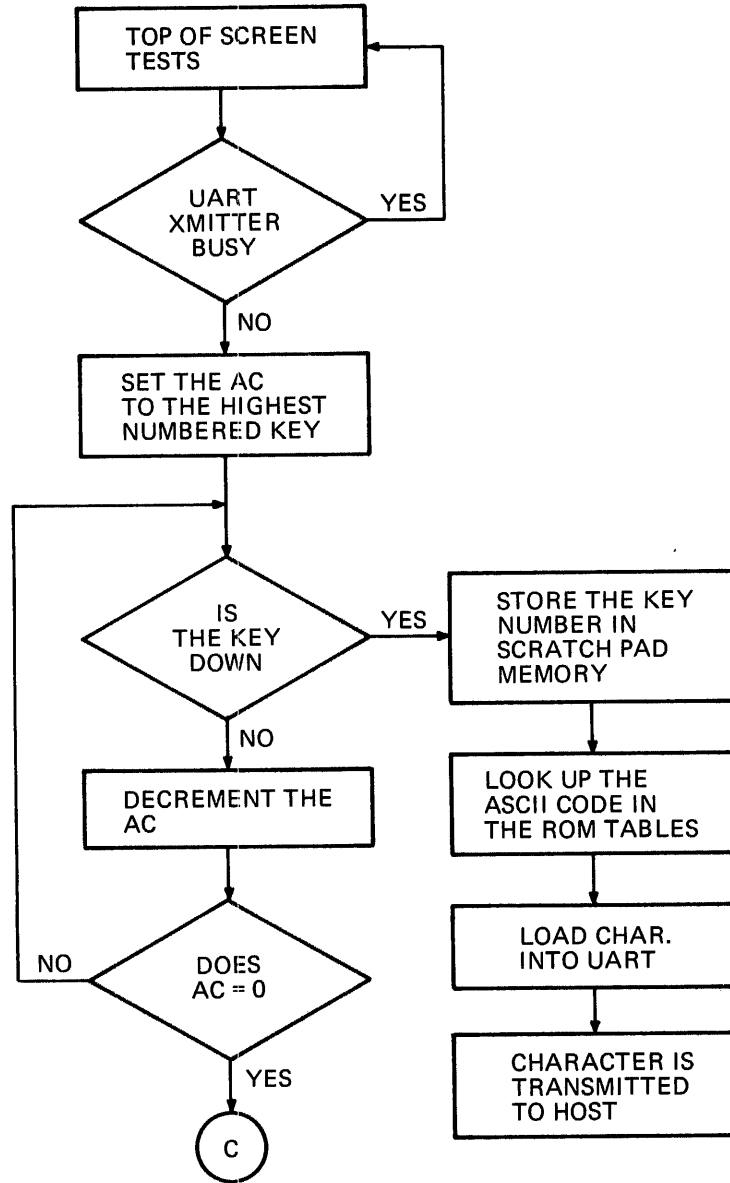 TOP OF SCREEN
TESTS
UART
XMITTER
BUSY
YES
NO
SET THE AC
TO THE HIGHEST
NUMBERED KEY
IS
THE KEY
DOWN
YES
NO
STORE THE KEY
NUMBER IN
SCRATCH PAD
MEMORY
DECREMENT THE
AC
LOOK UP THE
ASCII CODE IN
THE ROM TABLES
DOES
AC = 0
NO
YES
LOAD CHAR.
INTO UART
CHARACTER IS
TRANSMITTED
TO HOST
C